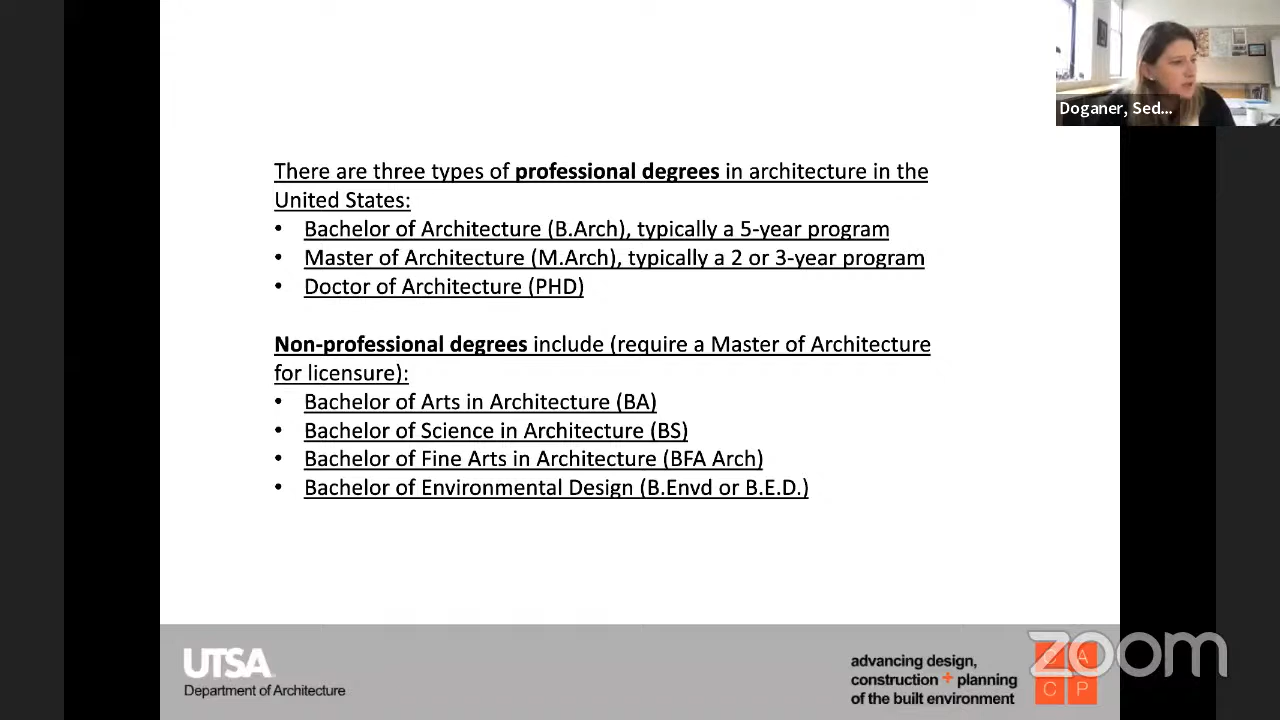 Doganer, Sed...
There are three types of professional degrees in architecture in the
United States:
• Bachelor of Architecture (B.Arch), typically a 5-year program
• Master of Architecture (M.Arch), typically a 2 or 3-year program
• Doctor of Architecture (PHD)
Non-professional degrees include (require a Master of Architecture
for licensure):
• Bachelor of Arts in Architecture (BA)
• Bachelor of Science in Architecture (BS)
• Bachelor of Fine Arts in Architecture (BFA Arch)
• Bachelor of Environmental Design (B.Envd or B.E.D.)
UTSA
Department of Architecture
advancing design,
construction + planning
of the built environment
C A
C P
zoom